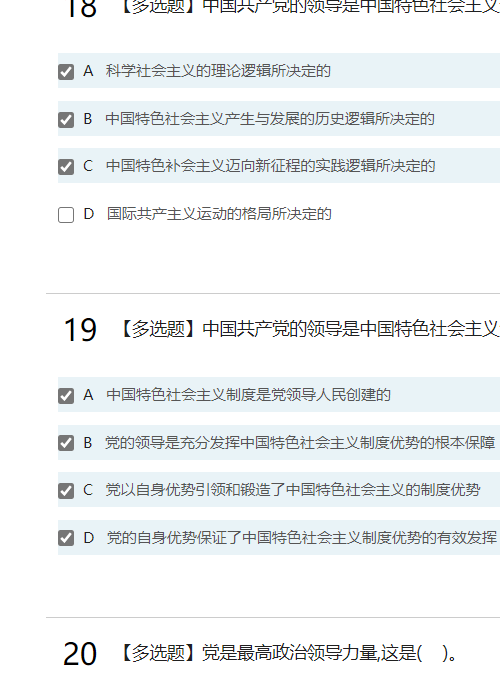 18 【多选题】中国共产党的领导是中国特色社会主义
A 科学社会主义的理论逻辑所决定的
B 中国特色社会主义产生与发展的历史逻辑所决定的
C 中国特色补会主义迈向新征程的实践逻辑所决定的
D 国际共产主义运动的格局所决定的
19 【多选题】中国共产党的领导是中国特色社会主义
A 中国特色社会主义制度是党领导人民创建的
B 党的领导是充分发挥中国特色社会主义制度优势的根本保障
C 党以自身优势引领和锻造了中国特色社会主义的制度优势
D 党的自身优势保证了中国特色社会主义制度优势的有效发挥
20 【多选题】党是最高政治领导力量,这是( )。